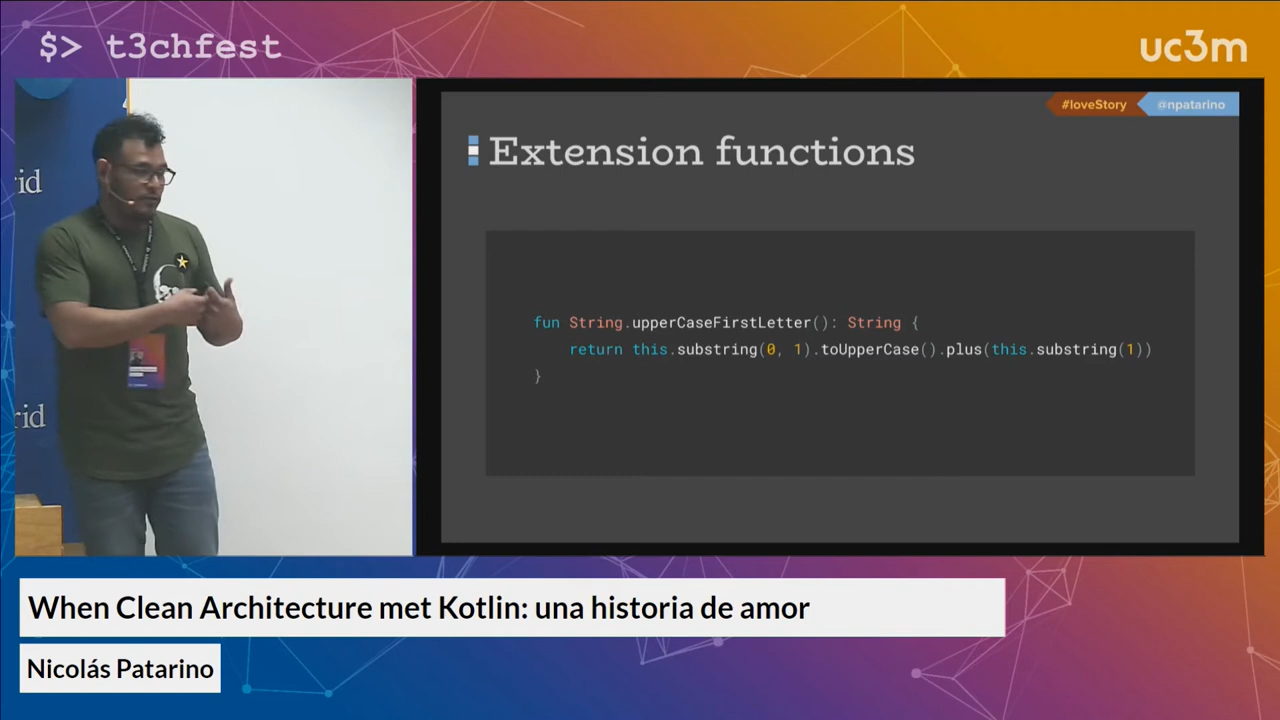 $> t3chfest
uc3m
#loveStory
@npatarino
Extension functions
fun String.upperCaseFirstLetter(): String {
return this.substring(0, 1).toUpperCase().plus(this.substring(1))
}
rid
rid
When Clean Architecture met Kotlin: una historia de amor
Nicolás Patarino